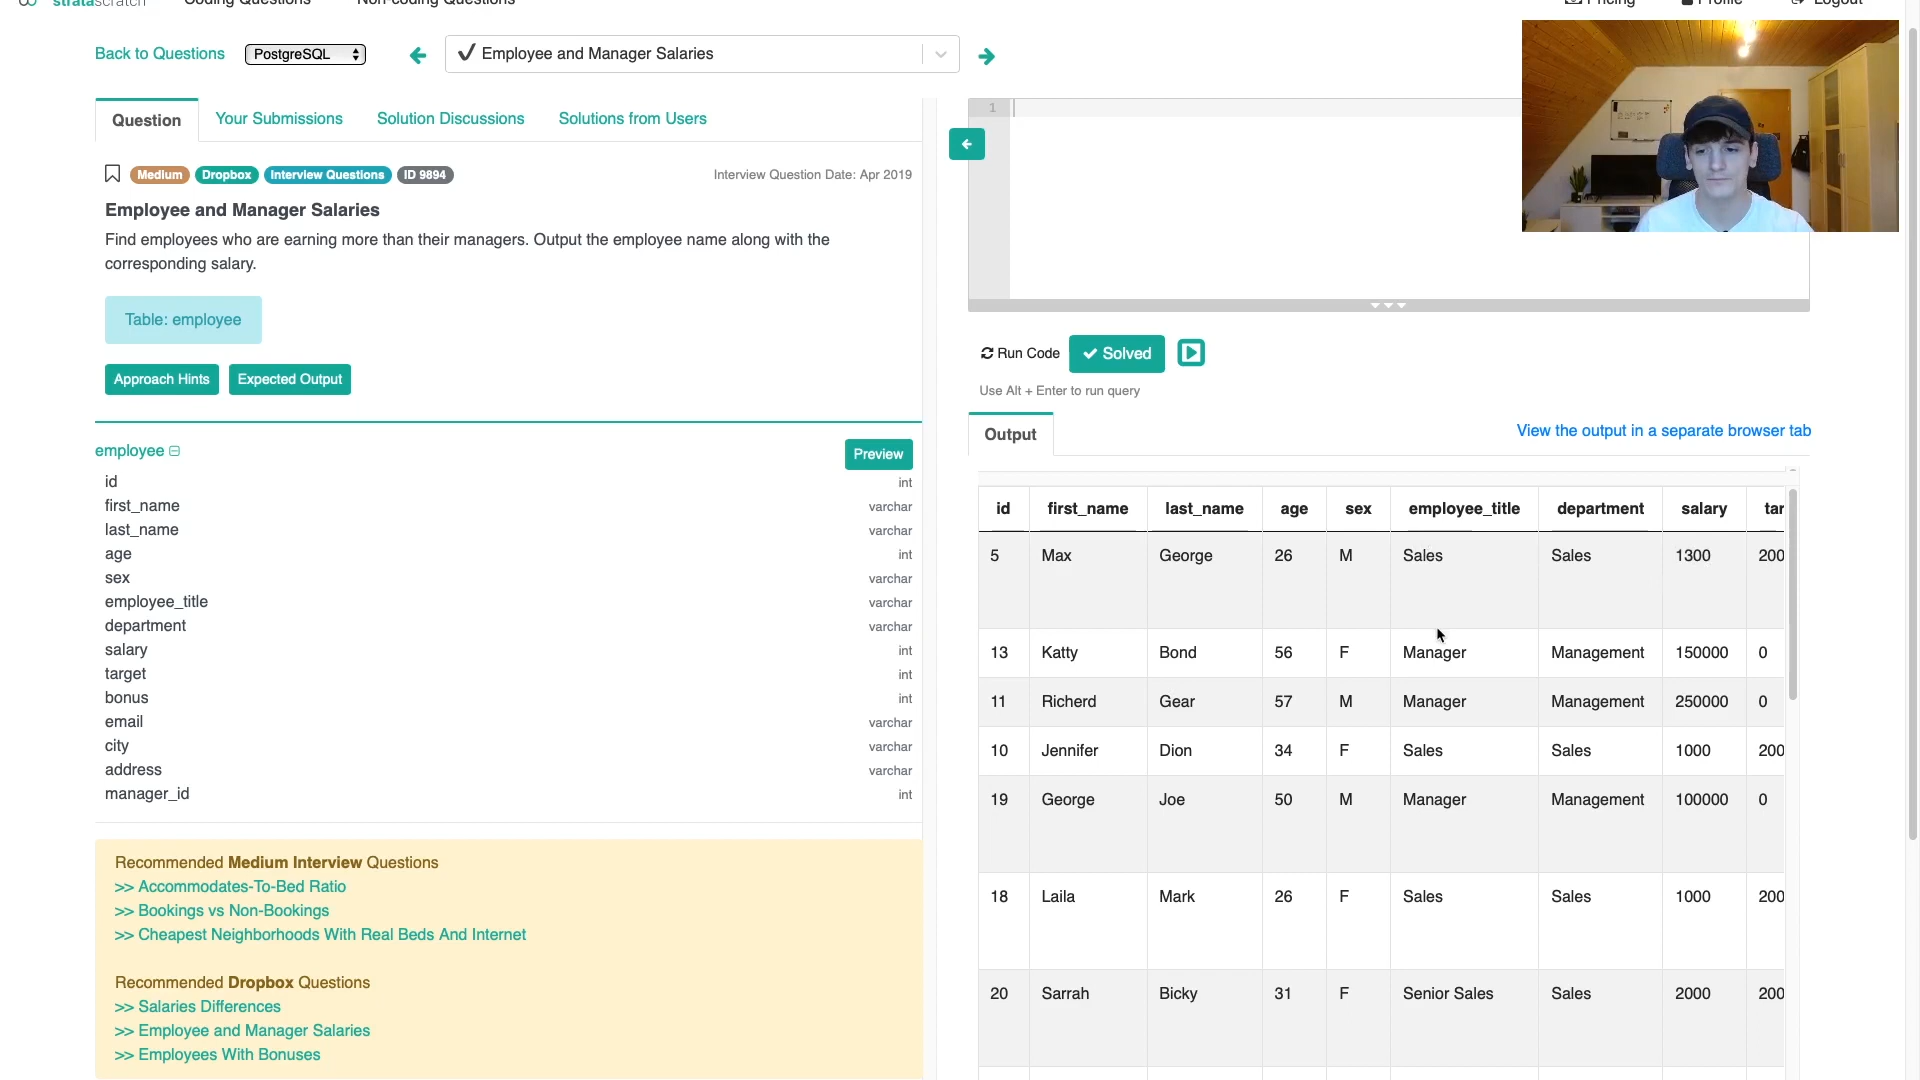 stratascratch Coding Questions Non-coding Questions Pricing Profile Logout
Back to Questions PostgreSQL Employee and Manager Salaries
Question Your Submissions Solution Discussions Solutions from Users
Medium Dropbox Interview Questions ID 9894 Interview Question Date: Apr 2019
Employee and Manager Salaries
Find employees who are earning more than their managers. Output the employee name along with the
corresponding salary.
Table: employee
Approach Hints Expected Output
employee Preview
id int
first_name varchar
last_name varchar
age int
sex varchar
employee_title varchar
department varchar
salary int
target int
bonus int
email varchar
city varchar
address varchar
manager_id int
Recommended Medium Interview Questions
>> Accommodates-To-Bed Ratio
>> Bookings vs Non-Bookings
>> Cheapest Neighborhoods With Real Beds And Internet
Recommended Dropbox Questions
>> Salaries Differences
>> Employee and Manager Salaries
>> Employees With Bonuses
1
Run Code Solved
Use Alt + Enter to run query
Output View the output in a separate browser tab
id first_name last_name age sex employee_title department salary tar
5 Max George 26 M Sales Sales 1300 200
13 Katty Bond 56 F Manager Management 150000 0
11 Richerd Gear 57 M Manager Management 250000 0
10 Jennifer Dion 34 F Sales Sales 1000 200
19 George Joe 50 M Manager Management 100000 0
18 Laila Mark 26 F Sales Sales 1000 200
20 Sarrah Bicky 31 F Senior Sales Sales 2000 200